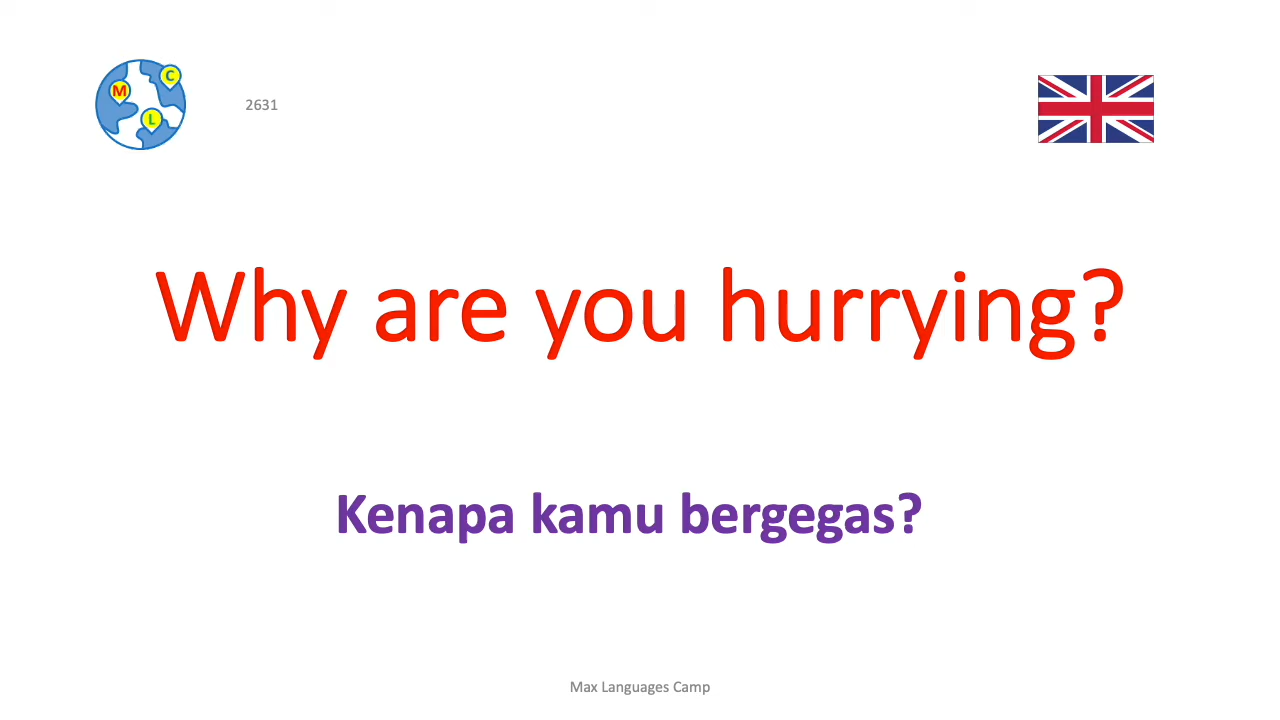 M
C
L
2631
Why are you hurrying?
Kenapa kamu bergegas?
Max Languages Camp